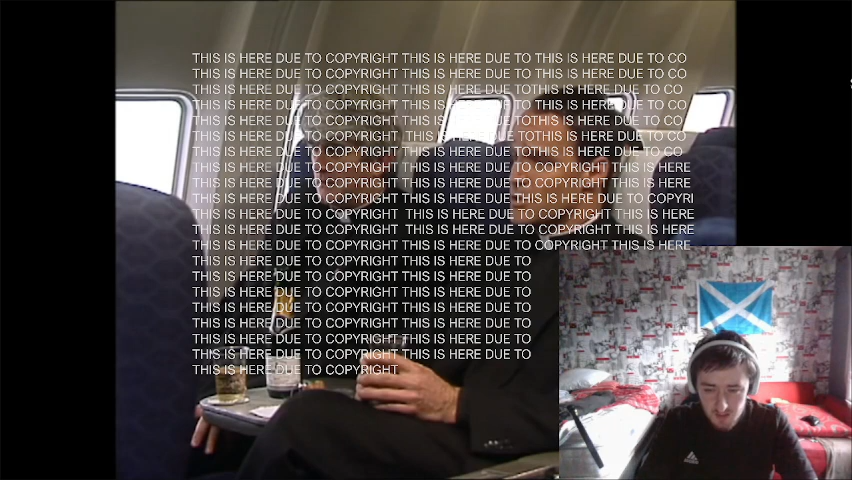 THIS IS HERE DUE TO COPYRIGHT THIS IS HERE DUE TO THIS IS HERE DUE TO CO
THIS IS HERE DUE TO COPYRIGHT THIS IS HERE DUE TO THIS IS HERE DUE TO CO
THIS IS HERE DUE TO COPYRIGHT THIS IS HERE DUE TOTHIS IS HERE DUE TO CO
THIS IS HERE DUE TO COPYRIGHT THIS IS HERE DUE TO THIS IS HERE DUE TO CO
THIS IS HERE DUE TO COPYRIGHT THIS IS HERE DUE TOTHIS IS HERE DUE TO CO
THIS IS HERE DUE TO COPYRIGHT  THIS IS HERE DUE TOTHIS IS HERE DUE TO CO
THIS IS HERE DUE TO COPYRIGHT THIS IS HERE DUE TOTHIS IS HERE DUE TO CO
THIS IS HERE DUE TO COPYRIGHT THIS IS HERE DUE TO COPYRIGH THIS IS HERE
THIS IS HERE DUE TO COPYRIGHT THIS IS HERE DUE TO COPYRIGHT THIS IS HERE
THIS IS HERE DUE TO COPYRIGHT THIS IS HERE DUE THIS IS HERE DUE TO COPYRI
THIS IS HERE DUE TO COPYRIGHT  THIS IS HERE DUE TO COPYRIGH THIS IS HERE
THIS IS HERE DUE TO COPYRIGHT  THIS IS HERE DUE TO COPYRIGHT THIS IS HERE
THIS IS HERE DUE TO COPYRIGHT THIS IS HERE DUE TO COPYRIGHT THIS IS HERE
THIS IS HERE DUE TO COPYRIGHT THIS IS HERE DUE TO
THIS IS HERE DUE TO COPYRIGHT THIS IS HERE DUE TO
THIS IS HERE DUE TO COPYRIGHT THIS IS HERE DUE TO
THIS IS HERE DUE TO COPYRIGHT THIS IS HERE DUE TO
THIS IS HERE DUE TO COPYRIGHT THIS IS HERE DUE TO
THIS IS HERE DUE TO COPYRIGHT THIS IS HERE DUE TO
THIS IS HERE DUE TO COPYRIGHT THIS IS HERE DUE TO
THIS IS HERE DUE TO COPYRIGHT